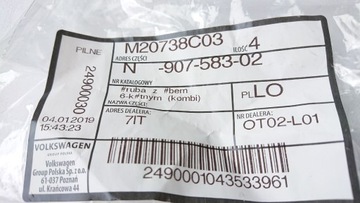 PILNE M20738C03 ILOŚĆ 4
ADRES CZĘŚCI
N -907-583-02
NR KATALOGOWY
#ruba z #bem
6-k#tnym (kombi)
PL LO
NAZWA CZĘŚCI:
ADRES DEALERA:
NR DEALERA:
7IT
OT02-L01
24900030
04.01.2019
15:43:23
VOLKSWAGEN
Volkswagen
Group Polska Sp. z o.o.
61-037 Poznań
ul. Krańcowa 44
2490001043533961